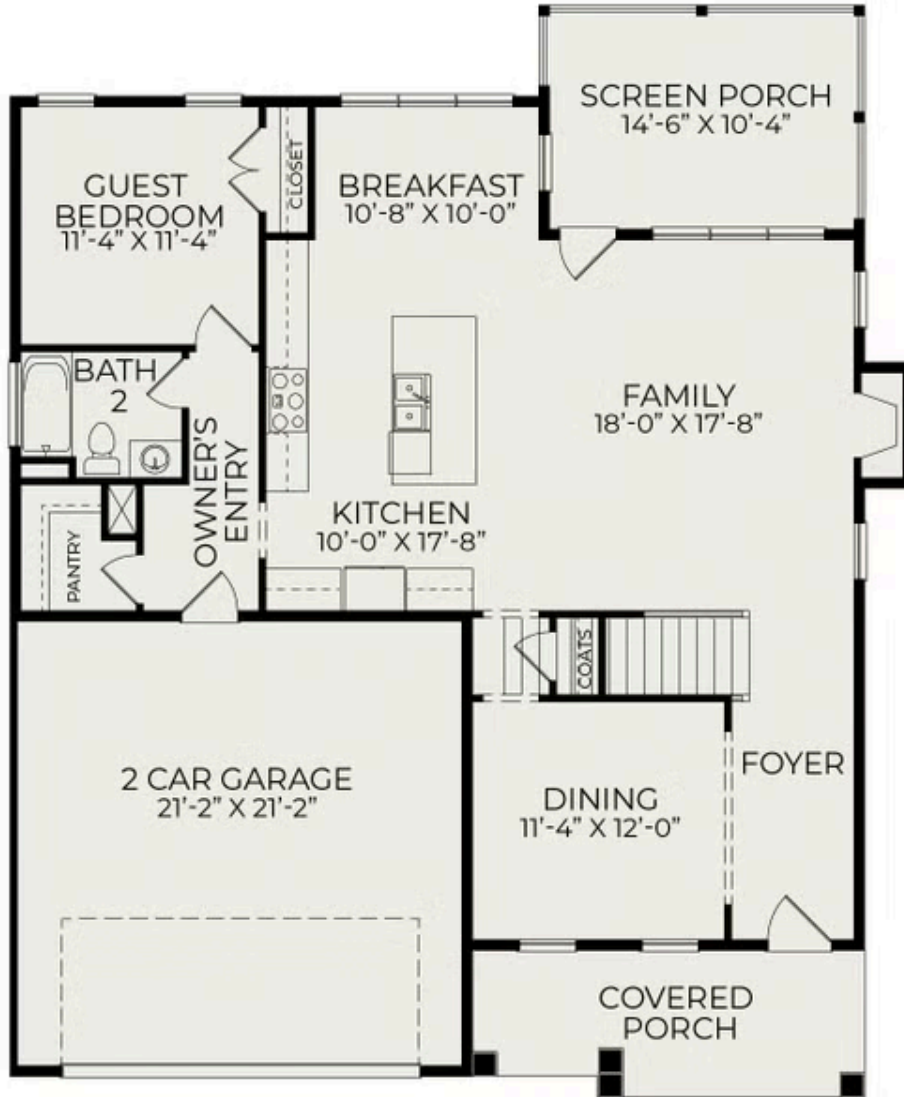 SCREEN PORCH
14'-6” X 10'-4”
GUEST
BEDROOM
11'-4” X 11'-4”
CLOSET
BREAKFAST
10'-8” X 10'-0”
BATH
2
OWNER'S
ENTRY
FAMILY
18'-0” X 17'-8”
KITCHEN
10'-0” X 17'-8”
PANTRY
COATS
2 CAR GARAGE
21'-2” X 21'-2”
DINING
11'-4” X 12'-0”
FOYER
COVERED
PORCH